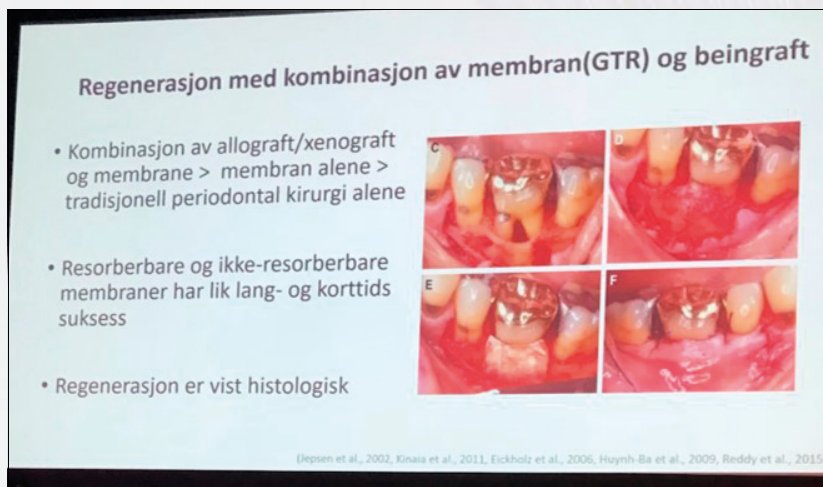 Regenerasjon med kombinasjon av membran(GTR) og beingraft
• Kombinasjon av allograft/xenograft
og membrane > membran alene >
tradisjonell periodontal kirurgi alene
• Resorberbare og ikke-resorberbare
membraner har lik lang- og korttids
suksess
• Regenerasjon er vist histologisk
C
D
E
F
(Jepsen et al., 2002, Kinaia et al., 2011, Eickholz et al., 2006, Huynh-Ba et al., 2009, Reddy et al., 2015